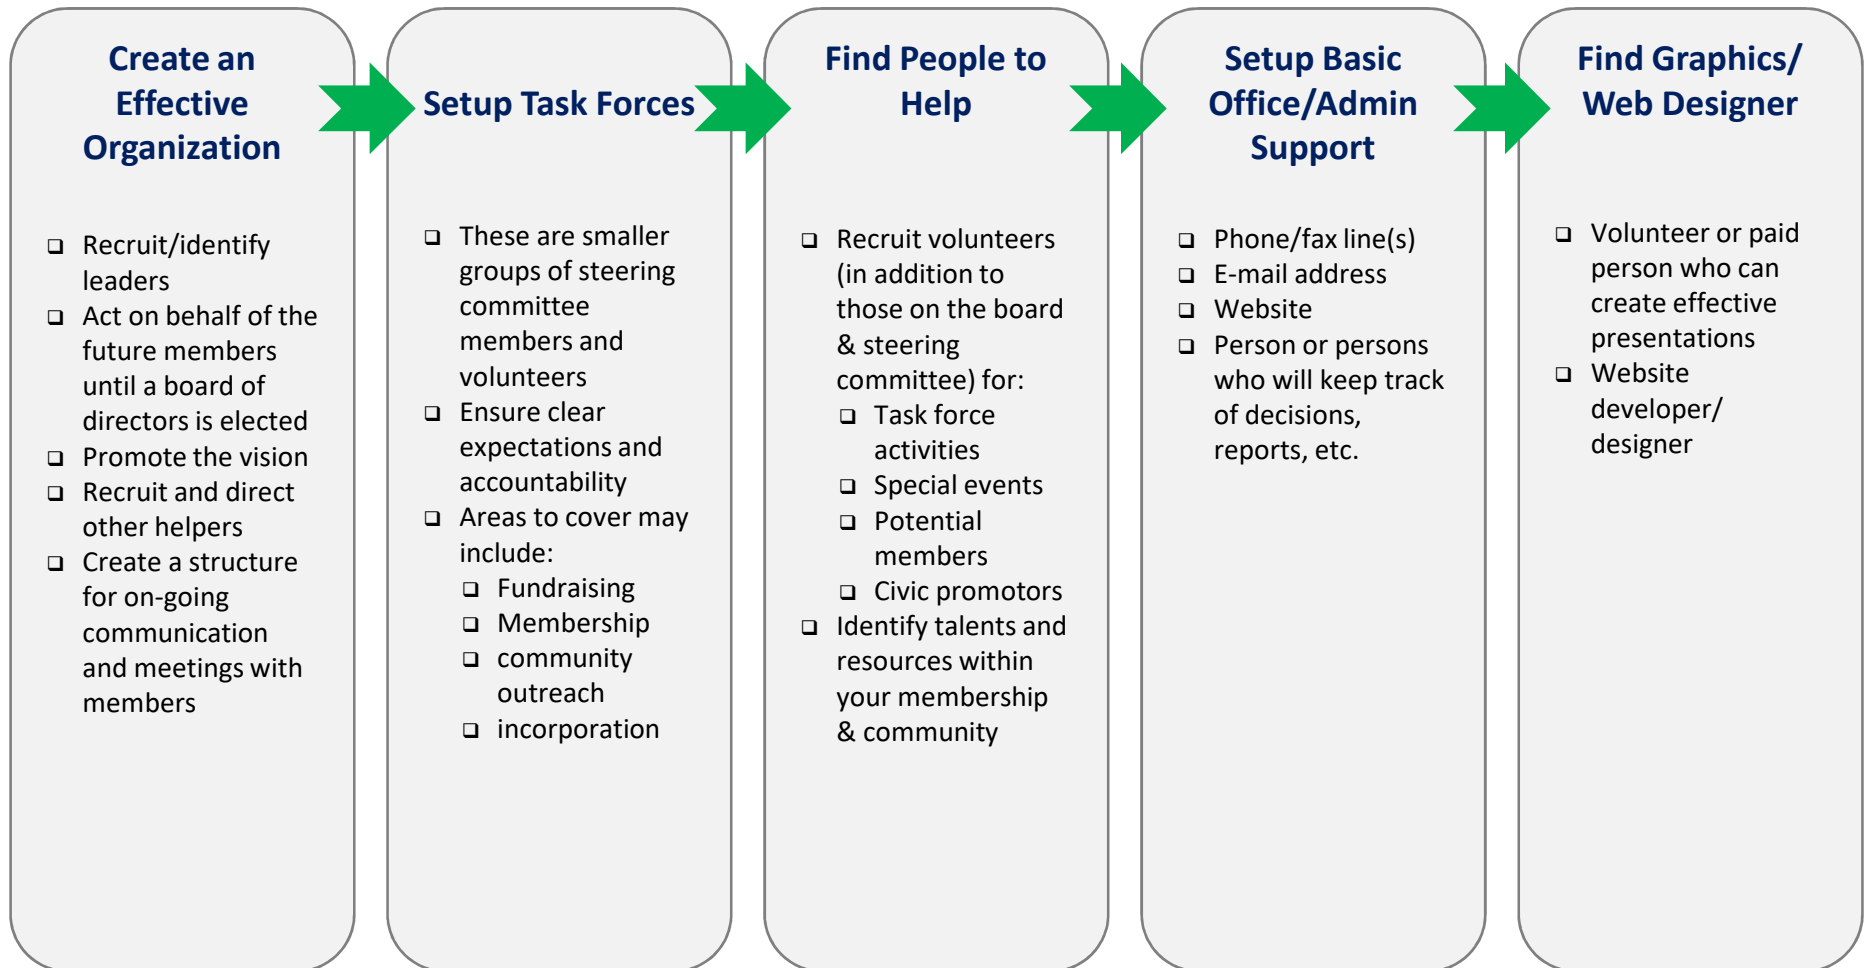 Create an
Effective
Organization
❑ Recruit/identify
leaders
❑ Act on behalf of the
future members
until a board of
directors is elected
❑ Promote the vision
❑ Recruit and direct
other helpers
❑ Create a structure
for on-going
communication
and meetings with
members
Setup Task Forces
❑ These are smaller
groups of steering
committee
members and
volunteers
❑ Ensure clear
expectations and
accountability
❑ Areas to cover may
include:
❑ Fundraising
❑ Membership
❑ community
outreach
❑ incorporation
Find People to
Help
❑ Recruit volunteers
(in addition to
those on the board
& steering
committee) for:
❑ Task force
activities
❑ Special events
❑ Potential
members
❑ Civic promotors
❑ Identify talents and
resources within
your membership
& community
Setup Basic
Office/Admin
Support
❑ Phone/fax line(s)
❑ E-mail address
❑ Website
❑ Person or persons
who will keep track
of decisions,
reports, etc.
Find Graphics/
Web Designer
❑ Volunteer or paid
person who can
create effective
presentations
❑ Website
developer/
designer